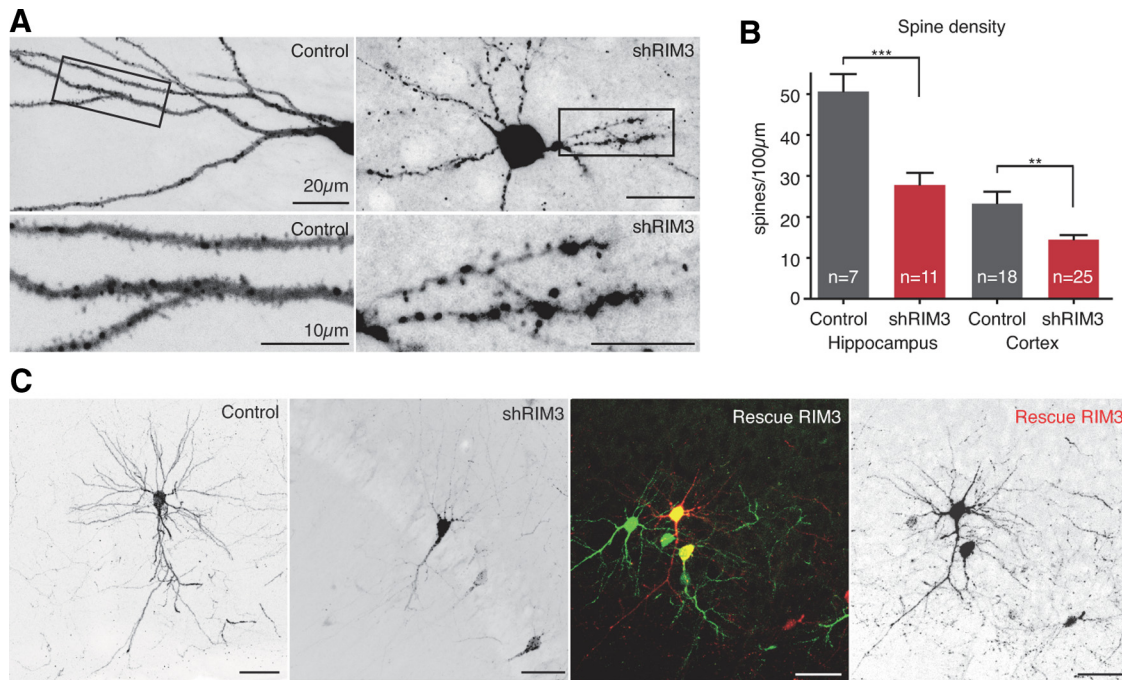 A
Control
shRIM3
20µm
Control
shRIM3
10µm
B
Spine density
***
**
spines/100µm
50
40
30
20
10
0
n=7
n=11
n=18
n=25
Control shRIM3 Control shRIM3
Hippocampus Cortex
C
Control
shRIM3
Rescue RIM3
Rescue RIM3